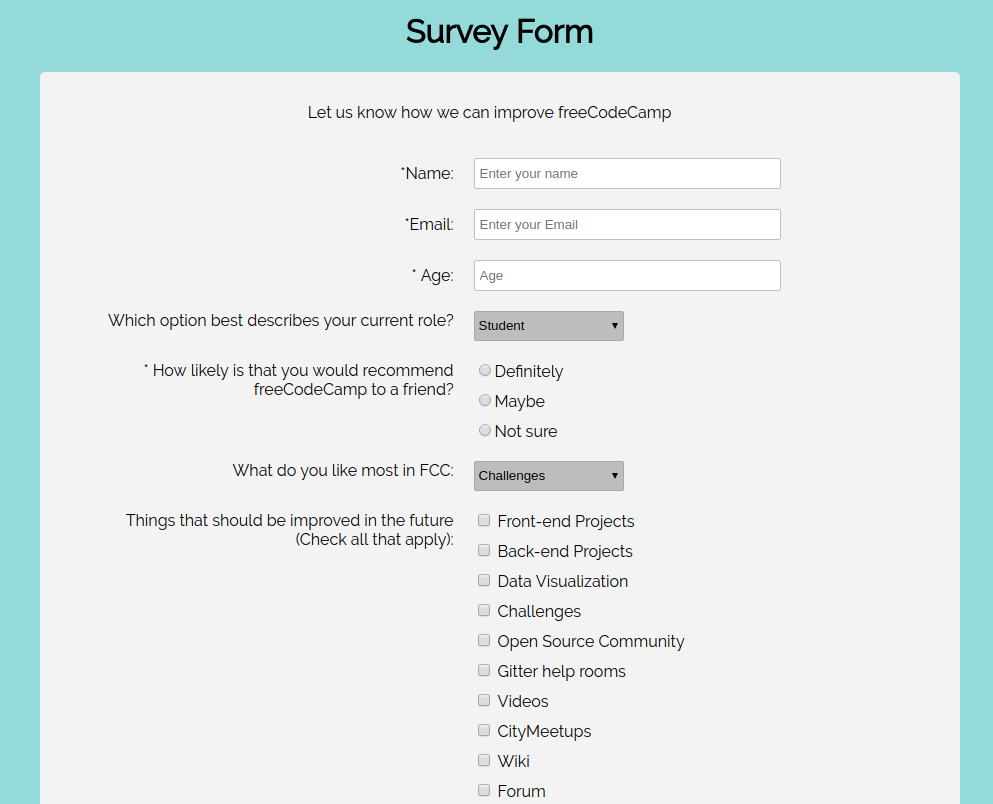 Survey Form
Let us know how we can improve freeCodeCamp
*Name: Enter your name
*Email: Enter your Email
* Age: Age
Which option best describes your current role? Student
* How likely is that you would recommend
freeCodeCamp to a friend?
Definitely
Maybe
Not sure
What do you like most in FCC: Challenges
Things that should be improved in the future
(Check all that apply):
Front-end Projects
Back-end Projects
Data Visualization
Challenges
Open Source Community
Gitter help rooms
Videos
CityMeetups
Wiki
Forum